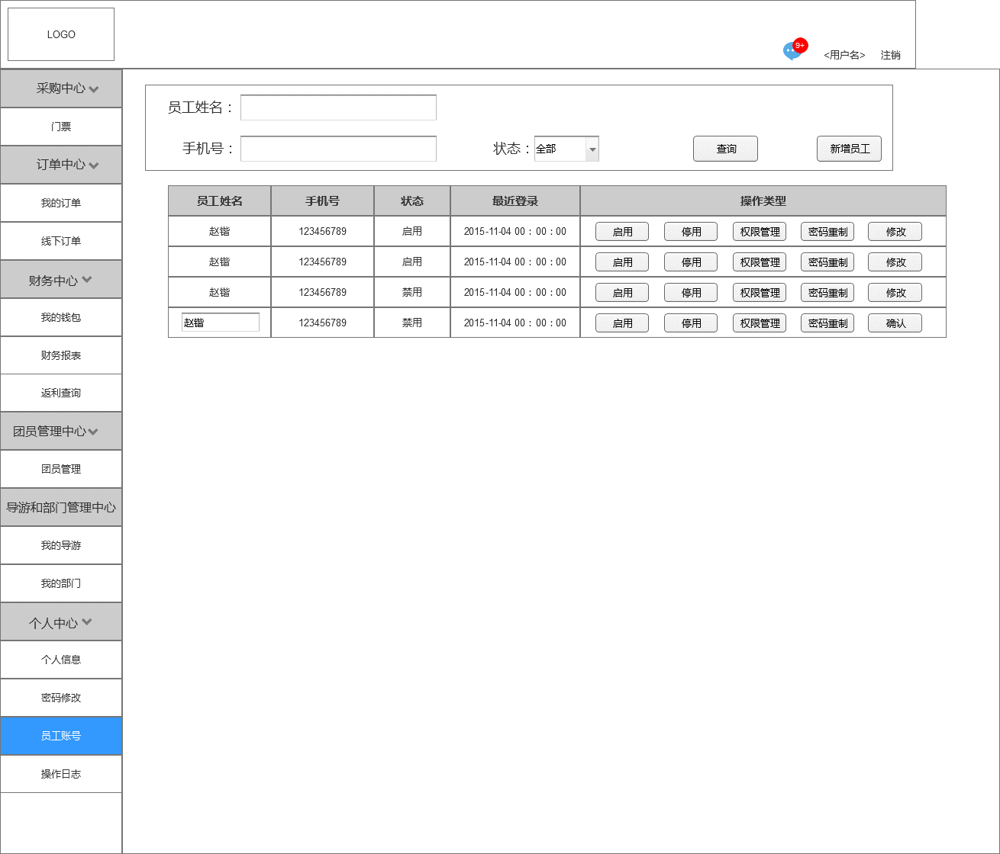 LOGO
9+
<用户名> 注销
采购中心
门票
订单中心
我的订单
线下订单
财务中心
我的钱包
财务报表
返利查询
团员管理中心
团员管理
导游和部门管理中心
我的导游
我的部门
个人中心
个人信息
密码修改
员工账号
操作日志
员工姓名：
手机号： 状态： 全部 查询 新增员工
员工姓名 手机号 状态 最近登录 操作类型
赵锴 123456789 启用 2015-11-04 00：00：00 启用 停用 权限管理 密码重制 修改
赵锴 123456789 启用 2015-11-04 00：00：00 启用 停用 权限管理 密码重制 修改
赵锴 123456789 禁用 2015-11-04 00：00：00 启用 停用 权限管理 密码重制 修改
赵锴 123456789 禁用 2015-11-04 00：00：00 启用 停用 权限管理 密码重制 确认